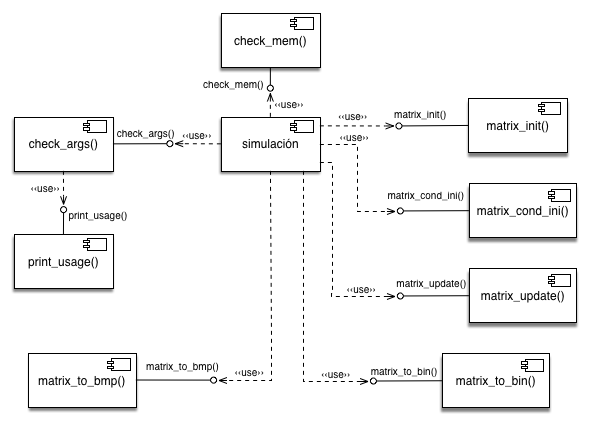 check_mem()
check_mem()
‹‹use››
‹‹use››
matrix_init()
matrix_init()
check_args()
check_args()
‹‹use››
simulación
‹‹use››
matrix_cond_ini()
matrix_cond_ini()
‹‹use››
print_usage()
print_usage()
matrix_update()
‹‹use››
matrix_update()
matrix_to_bmp()
‹‹use››
matrix_to_bmp()
matrix_to_bin()
‹‹use››
matrix_to_bin()